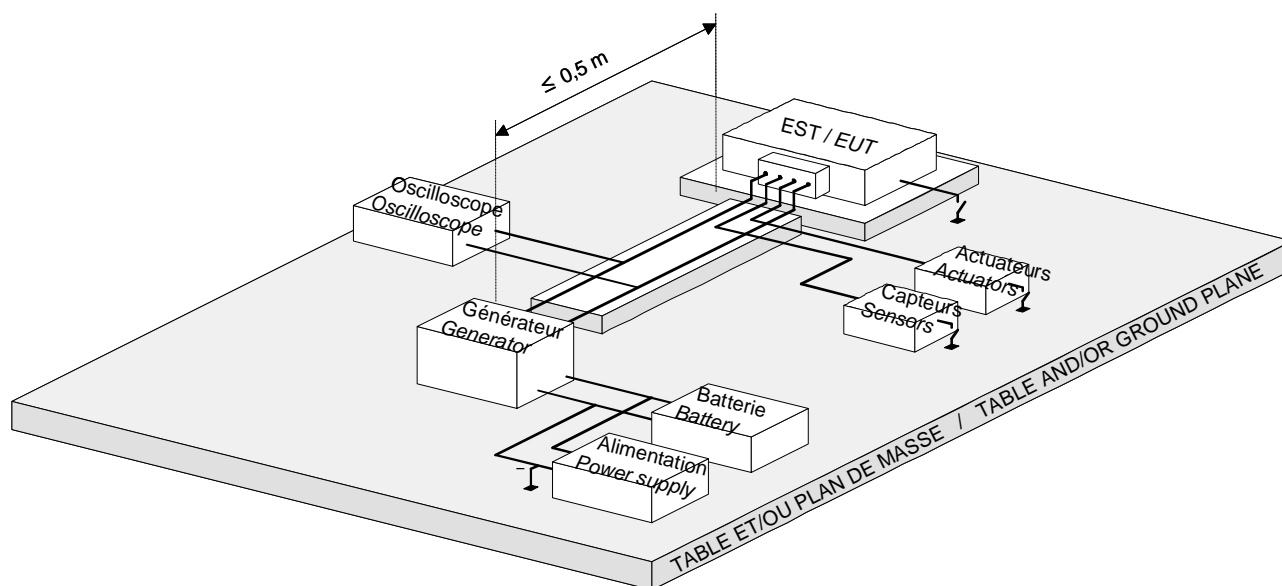 ≤ 0,5 m
EST / EUT
Oscilloscope
Oscilloscope
Actuateurs
Actuators
Capteurs
Sensors
Générateur
Generator
Batterie
Battery
Alimentation
Power supply
–
TABLE ET/OU PLAN DE MASSE / TABLE AND/OR GROUND PLANE